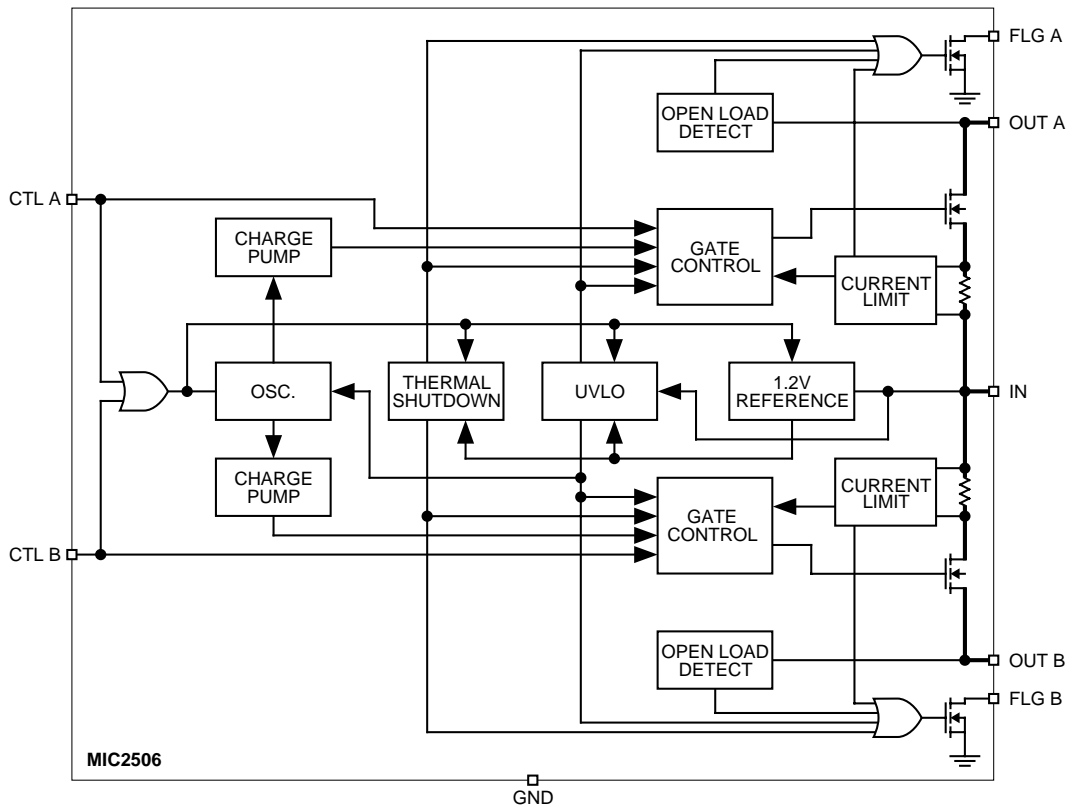 FLG A
OPEN LOAD
DETECT
OUT A
CTL A
CHARGE
PUMP
GATE
CONTROL
CURRENT
LIMIT
OSC.
THERMAL
SHUTDOWN
UVLO
1.2V
REFERENCE
IN
CHARGE
PUMP
GATE
CONTROL
CURRENT
LIMIT
CTL B
OPEN LOAD
DETECT
OUT B
FLG B
MIC2506
GND